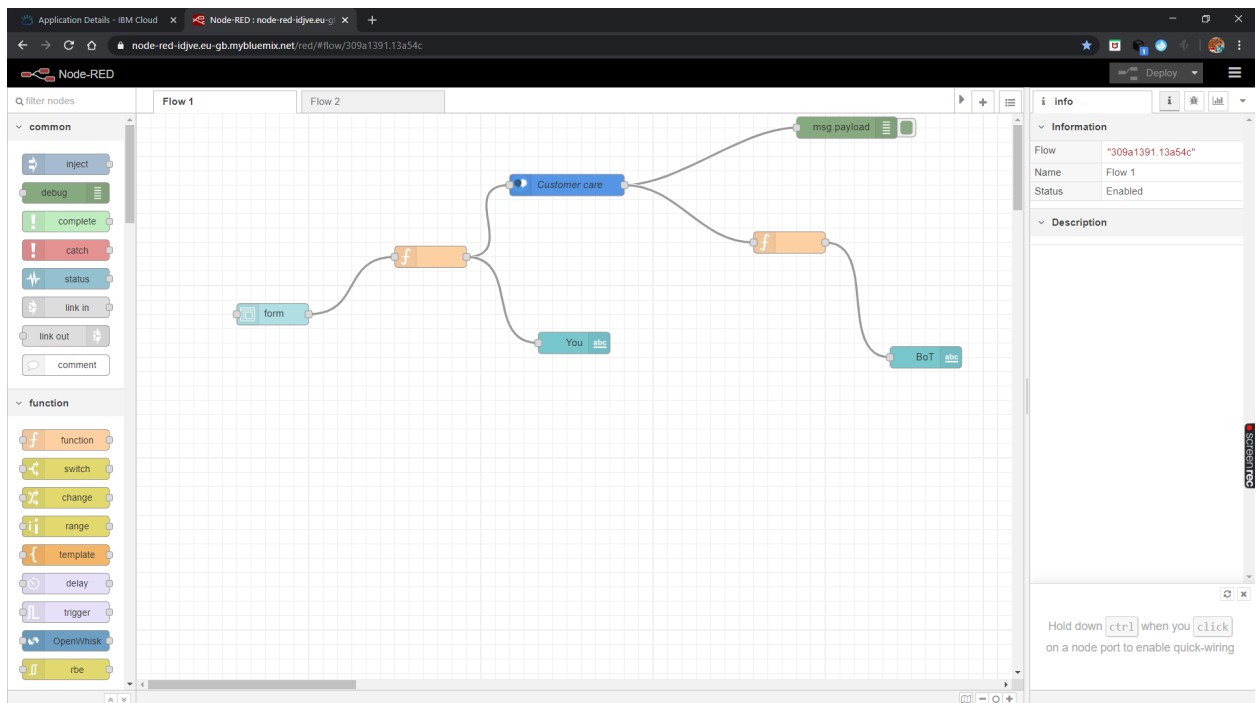 Application Details - IBM Cloud
Node-RED : node-red-idjve.eu-gb
node-red-idjve.eu-gb.mybluemix.net/red/#flow/309a1391.13a54c
Node-RED
Deploy
filter nodes
Flow 1
Flow 2
info
common
inject
debug
complete
catch
status
link in
link out
comment
function
function
switch
change
range
template
delay
trigger
OpenWhisk
rbe
msg.payload
Customer care
form
You abc
BoT abc
Information
Flow "309a1391.13a54c"
Name Flow 1
Status Enabled
Description
screenrec
Hold down ctrl when you click
on a node port to enable quick-wiring